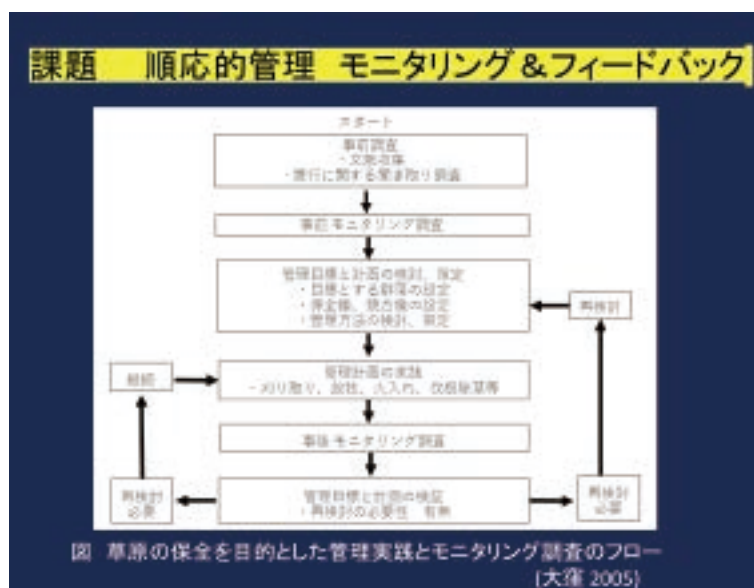 課題 順応的管理 モニタリング&フィードバック
スタート
事前調査
・文献収集
・慣行に関する聞き取り調査
事前モニタリング調査
管理目標と計画の検討、策定
・目標とする群落の設定
・保全種、視点種の設定
・管理方法の検討、策定
再検討
管理計画の実践
・刈り取り、放牧、火入れ、伐根除草等
継続
事後モニタリング調査
管理目標と計画の検証
・再検討の必要性 有無
再検討
必要
再検討
必要
図 草原の保全を目的とした管理実践とモニタリング調査のフロー
(大窪 2005)